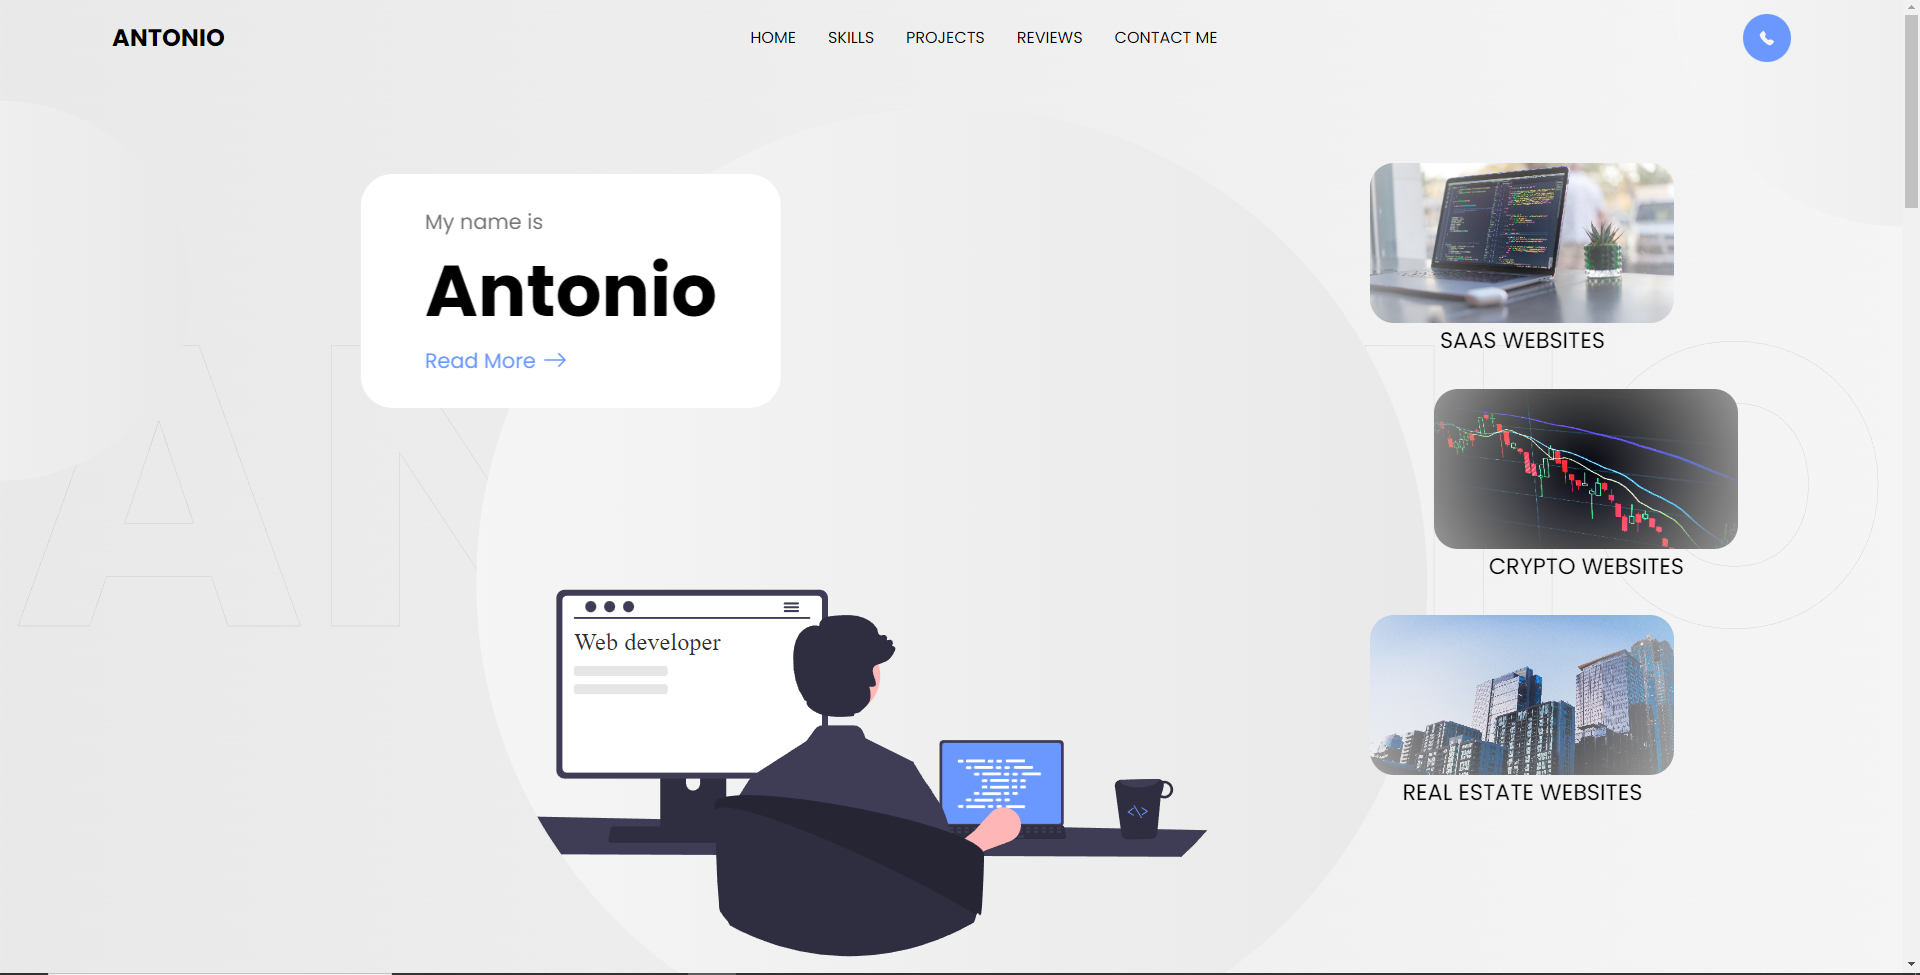 ANTONIO
HOME SKILLS PROJECTS REVIEWS CONTACT ME
My name is
Antonio
Read More →
SAAS WEBSITES
CRYPTO WEBSITES
Web developer
</>
REAL ESTATE WEBSITES